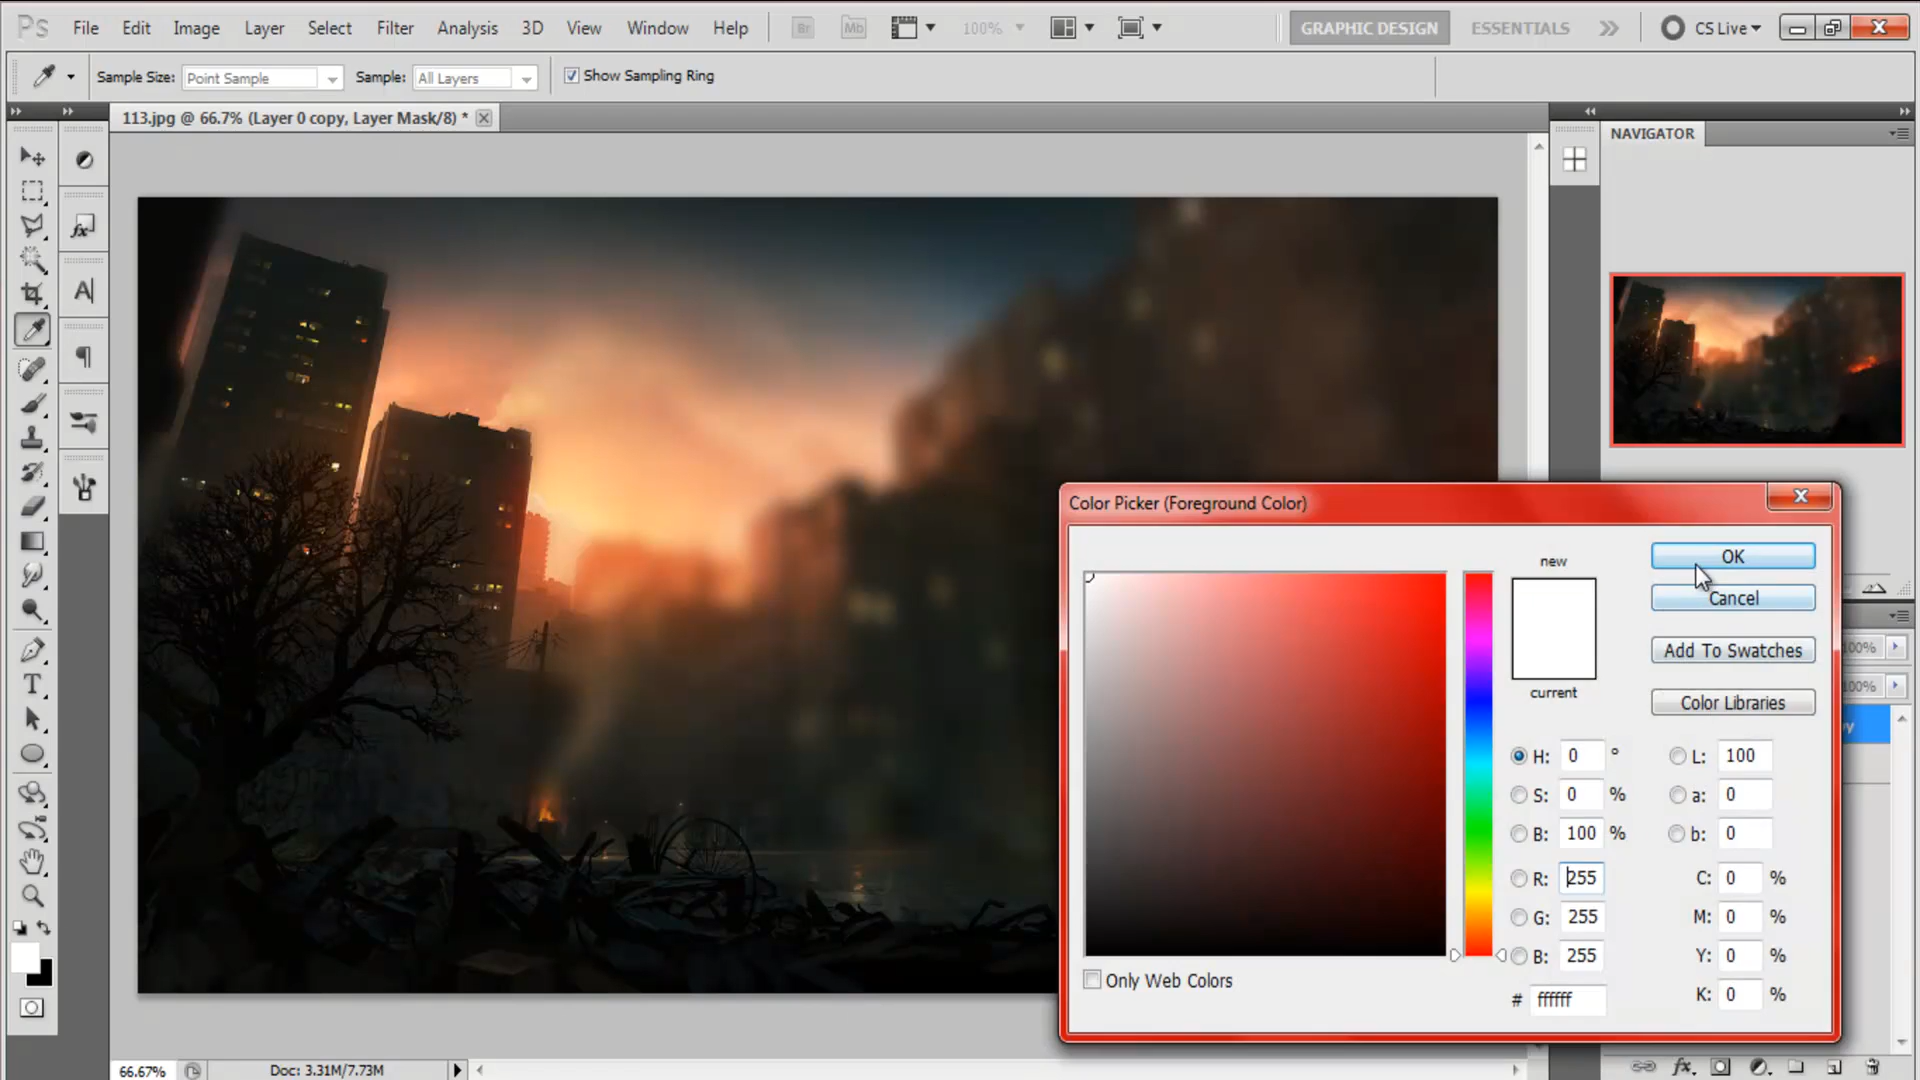 Ps File Edit Image Layer Select Filter Analysis 3D View Window Help Br Mb 100% GRAPHIC DESIGN ESSENTIALS CS Live
Sample Size: Point Sample Sample: All Layers Show Sampling Ring
113.jpg @ 66.7% (Layer 0 copy, Layer Mask/8) *
NAVIGATOR
Color Picker (Foreground Color)
new
OK
Cancel
100%
Add To Swatches
current
100%
Color Libraries
H: 0 ° L: 100
S: 0 % a: 0
B: 100 % b: 0
R: 255 C: 0 %
G: 255 M: 0 %
B: 255 Y: 0 %
Only Web Colors
# ffffff K: 0 %
66.67% Doc: 3.31M/7.73M